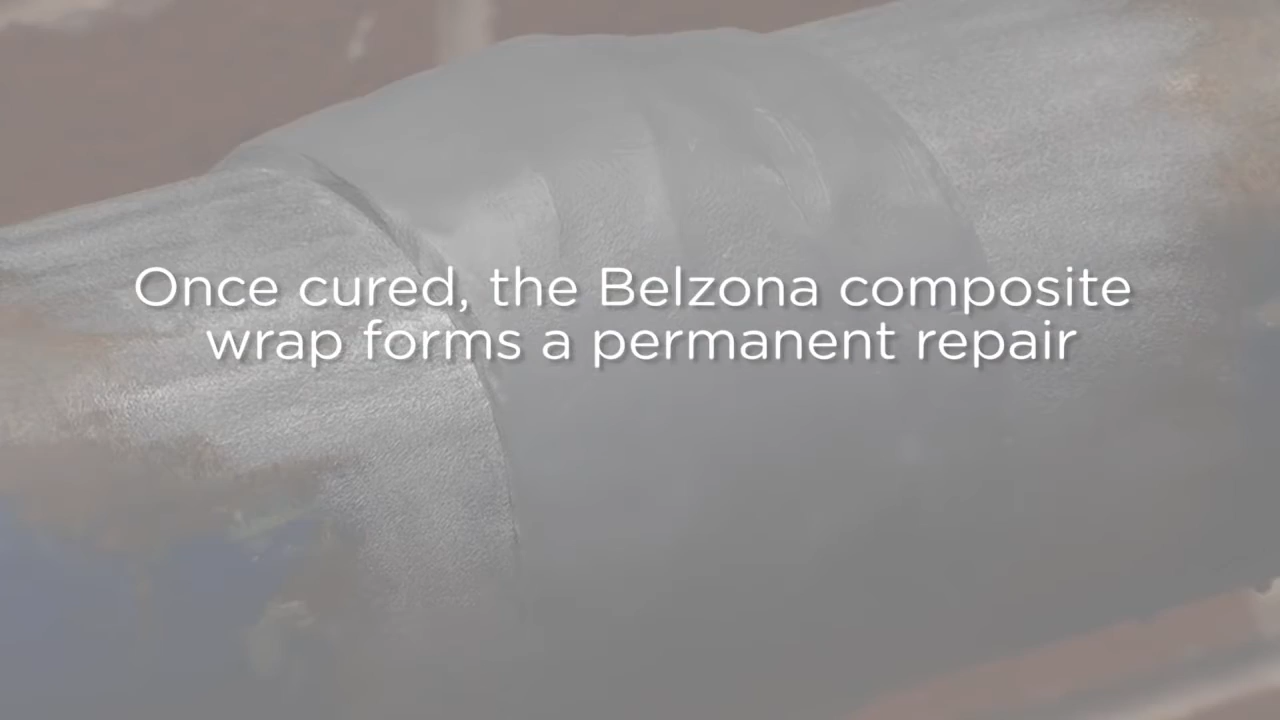 Once cured, the Belzona composite
wrap forms a permanent repair